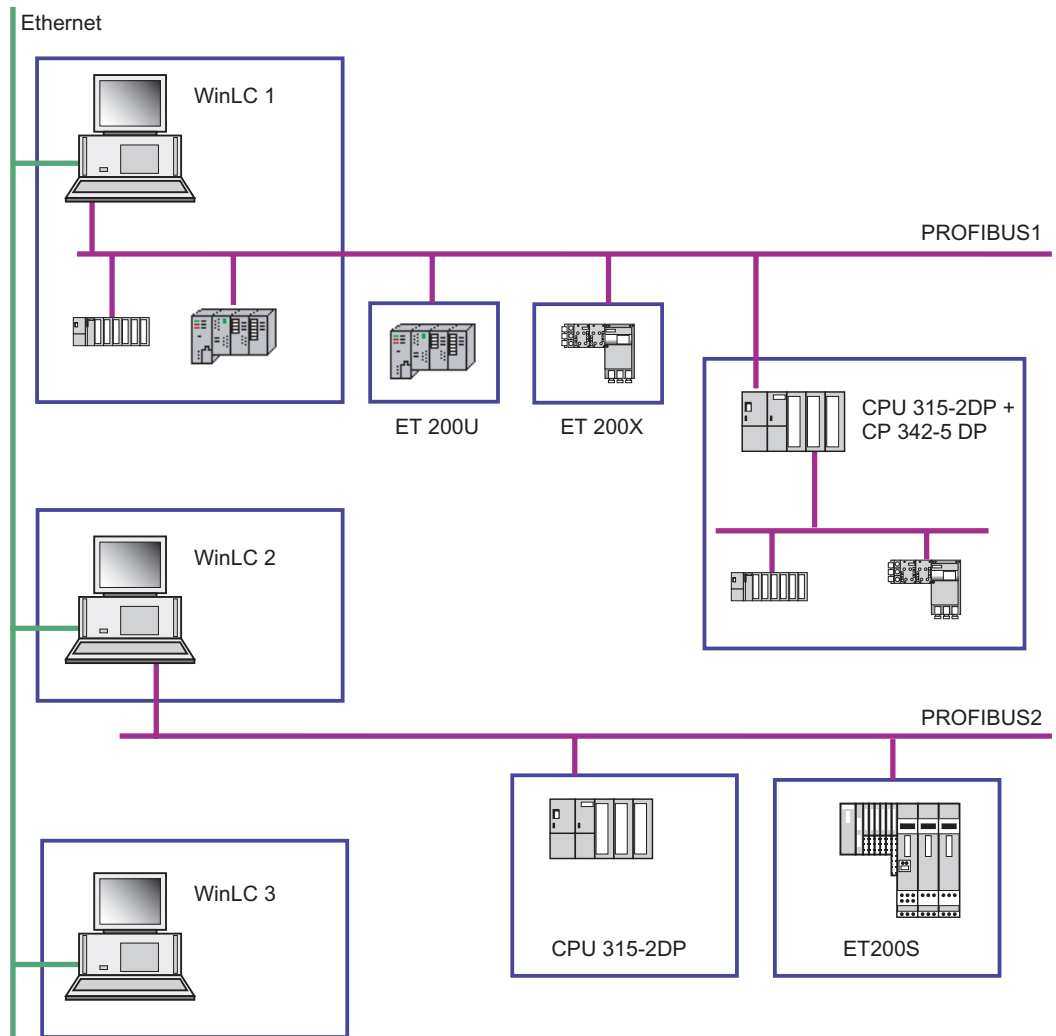 Ethernet
WinLC 1
PROFIBUS1
ET 200U
ET 200X
CPU 315-2DP +
CP 342-5 DP
WinLC 2
PROFIBUS2
CPU 315-2DP
ET200S
WinLC 3